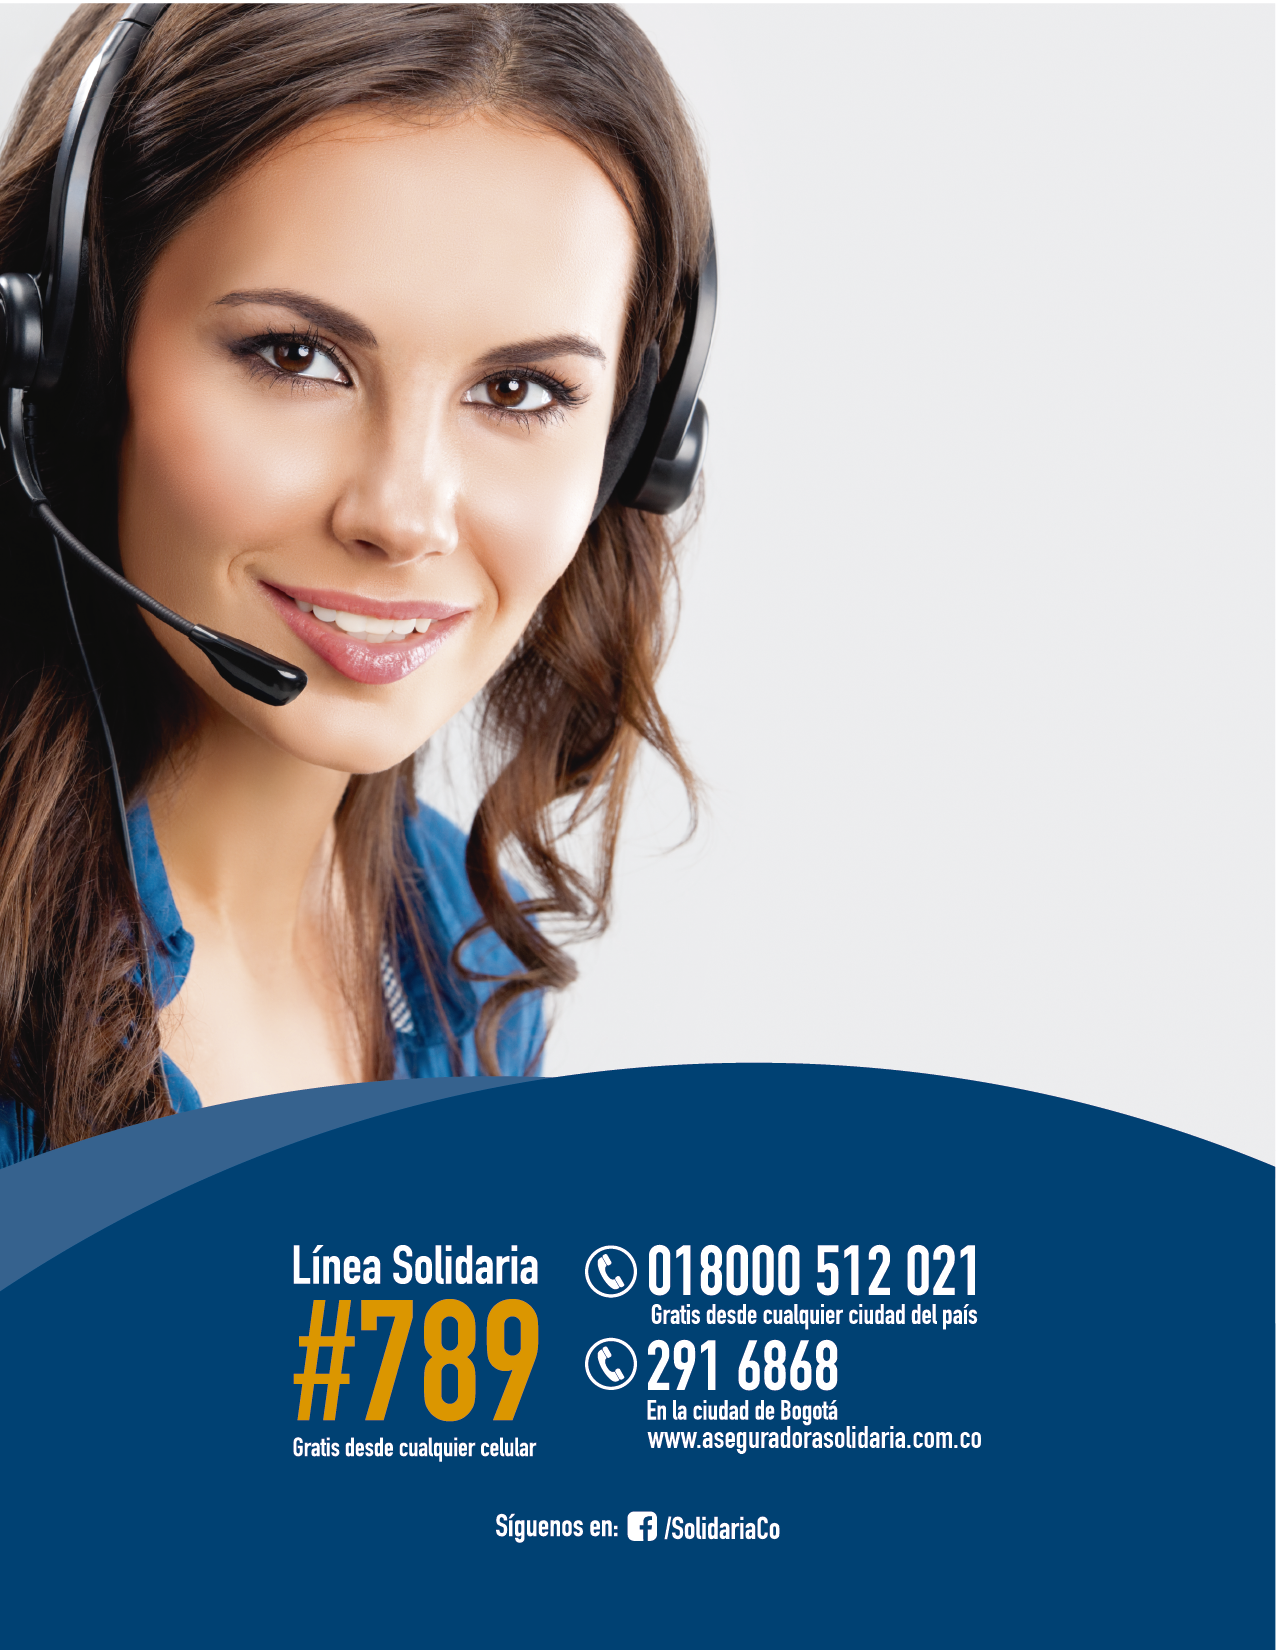 Línea Solidaria
#789
Gratis desde cualquier celular
018000 512 021
Gratis desde cualquier ciudad del país
291 6868
En la ciudad de Bogotá
www.aseguradorasolidaria.com.co
Síguenos en: /SolidariaCo